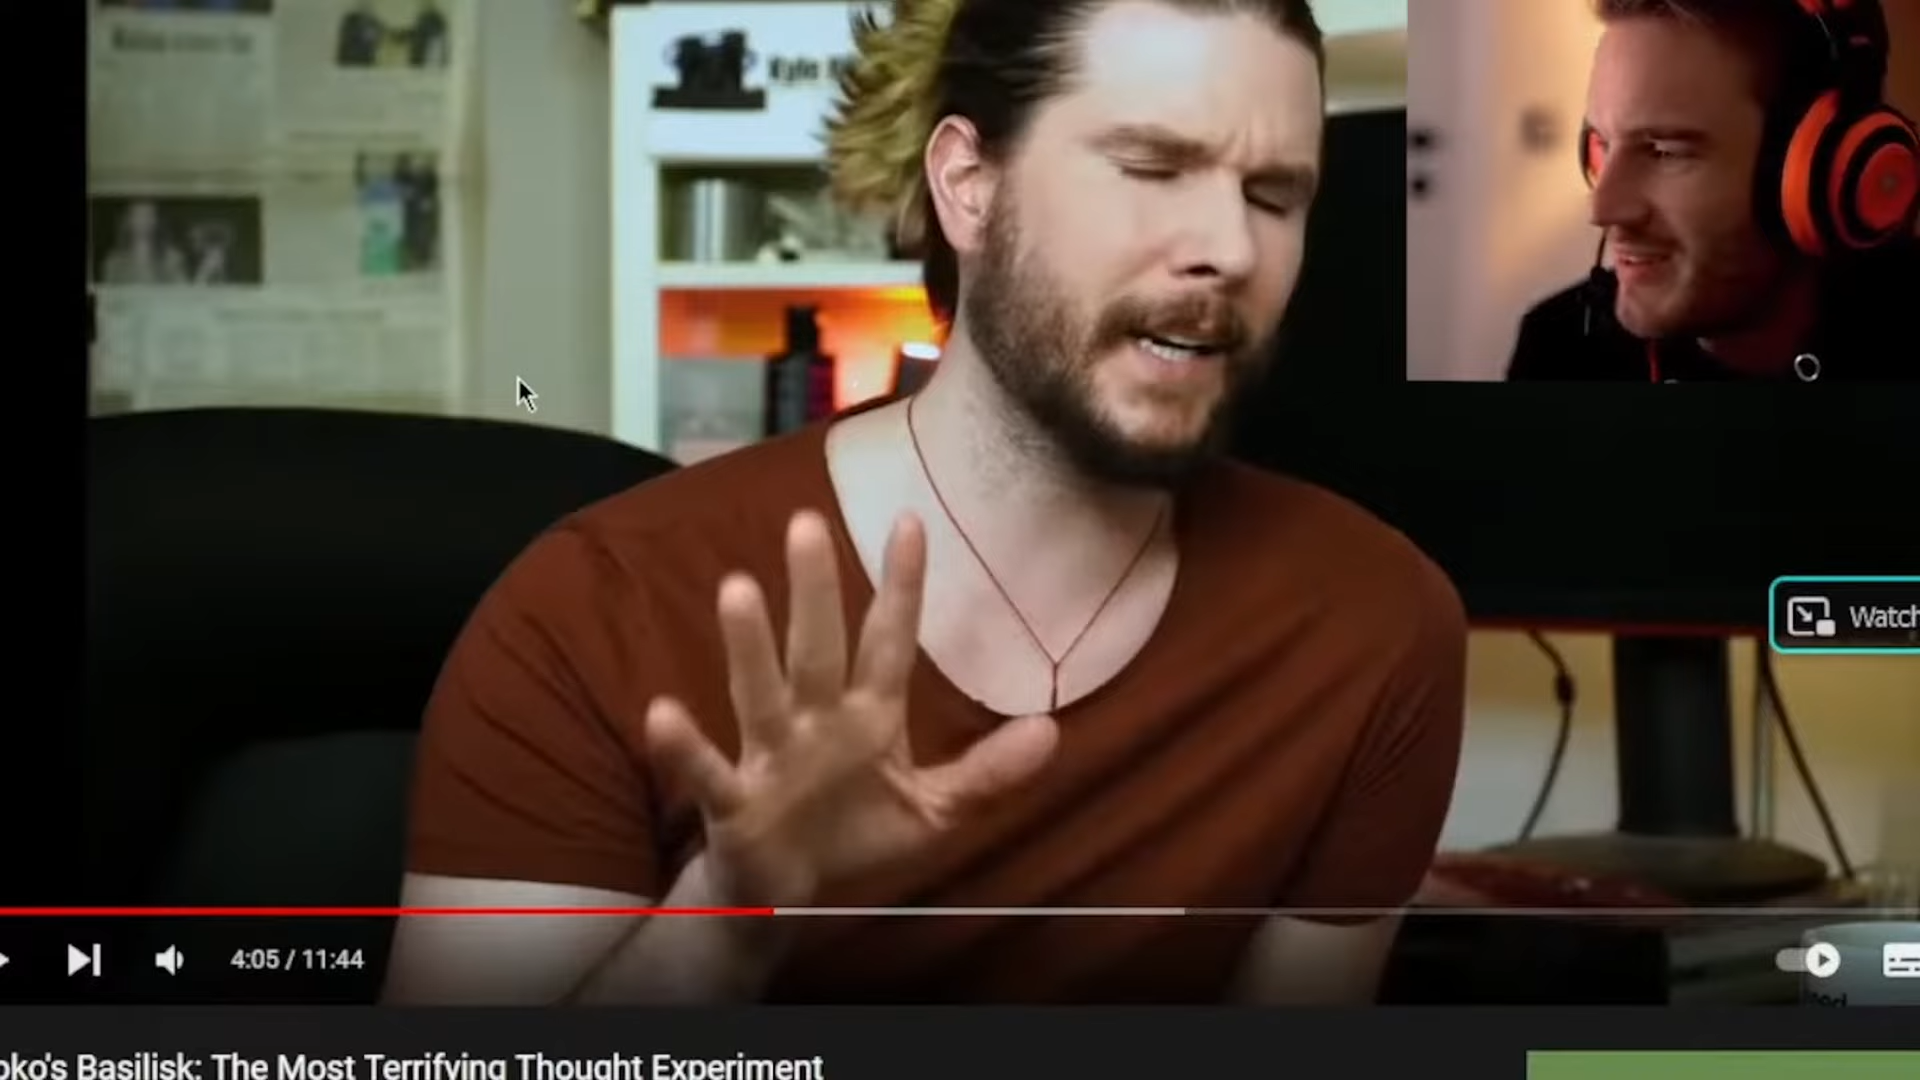 Kyle
Watch
4:05 / 11:44
oko's Basilisk: The Most Terrifying Thought Experiment